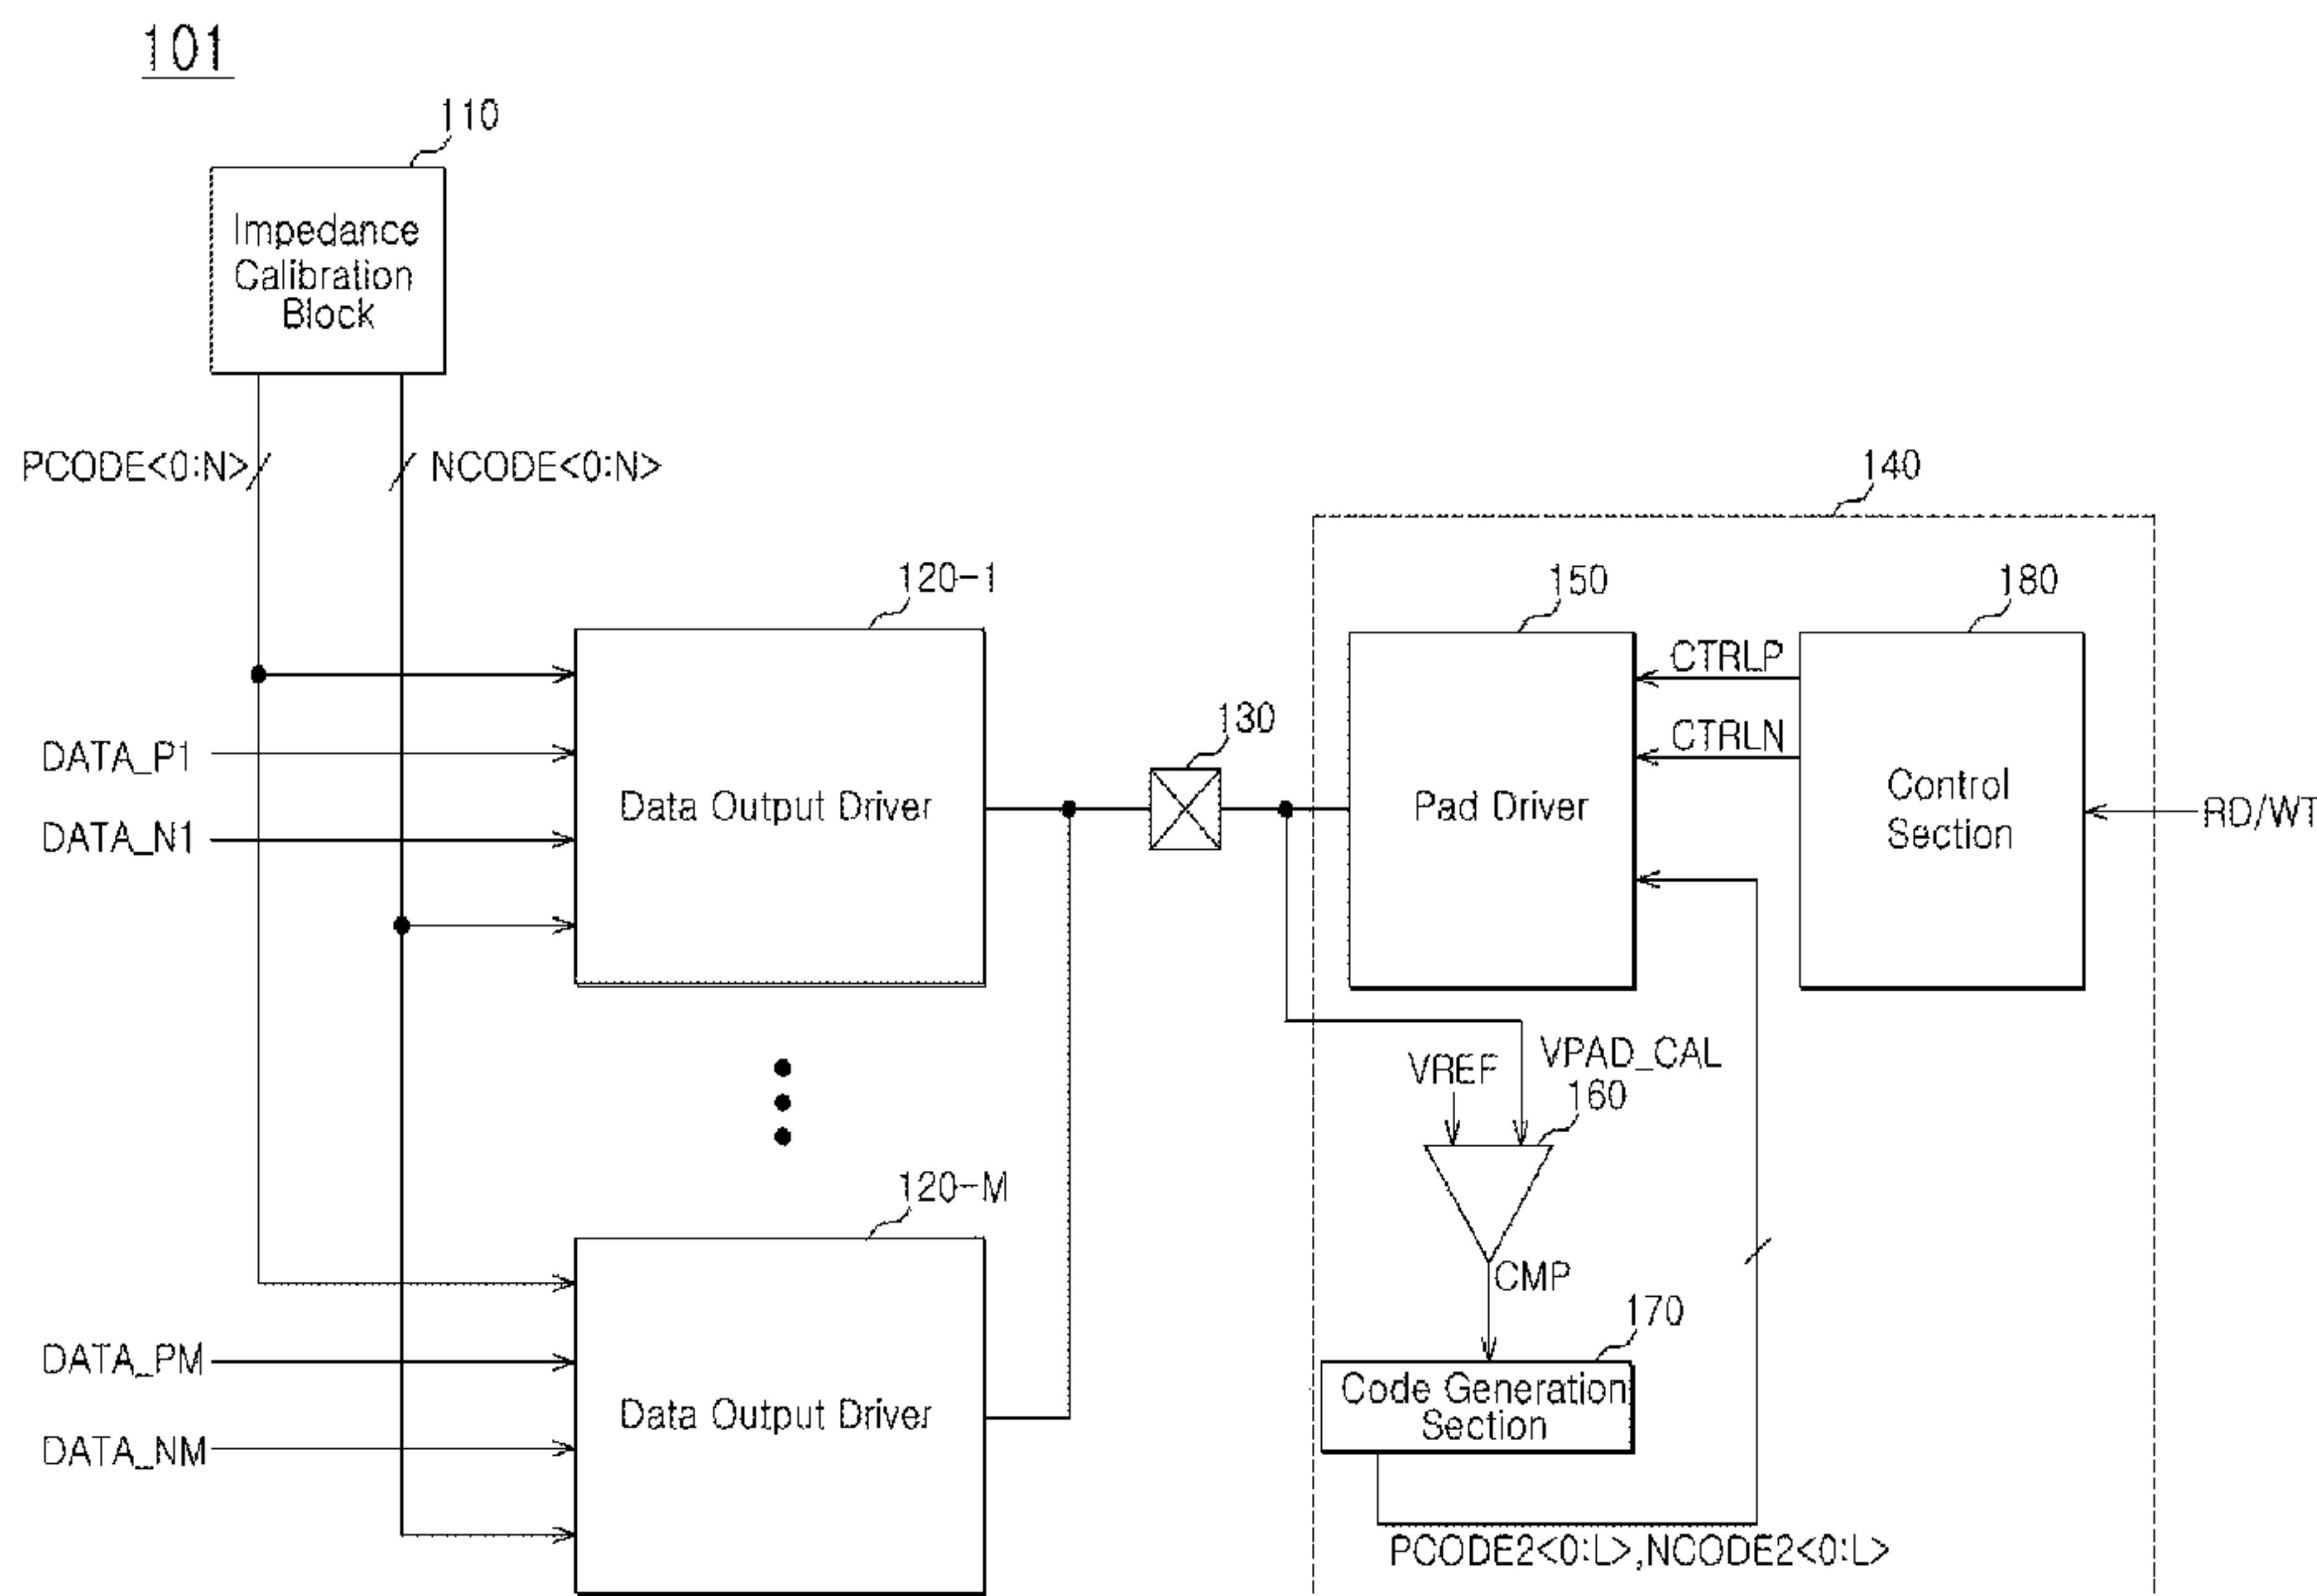 101
110
Impedance
Calibration
Block
PCODE<0:N>
NCODE<0:N>
140
120-1
150
180
CTRLP
130
CTRLN
DATA_P1
Data Output Driver
Pad Driver
Control
Section
RD/WT
DATA_N1
VREF
VPAD_CAL
160
120-M
CMP
170
DATA_PM
Code Generation
Section
Data Output Driver
DATA_NM
PCODE2<0:L>,NCODE2<0:L>